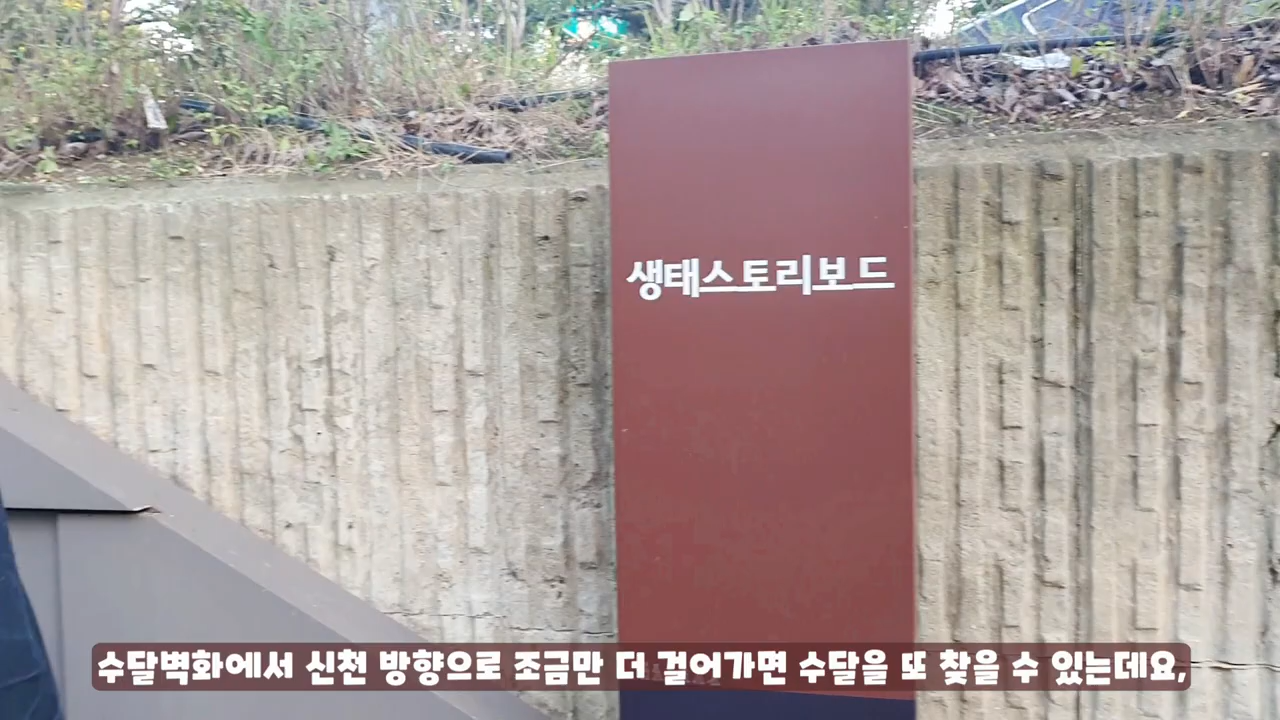 생태스토리보드
수달벽화에서 신천 방향으로 조금만 더 걸어가면 수달을 또 찾을 수 있는데요,